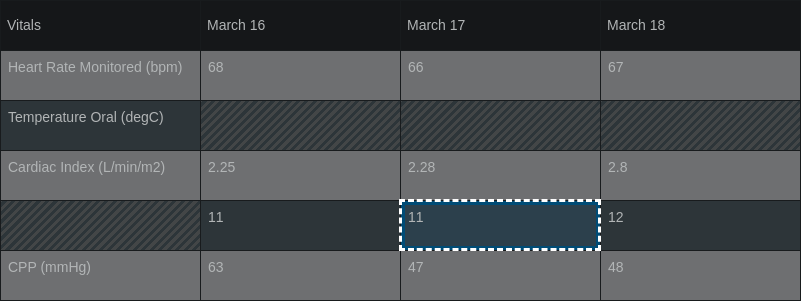 Vitals March 16 March 17 March 18
Heart Rate Monitored (bpm) 68 66 67
Temperature Oral (degC)
Cardiac Index (L/min/m2) 2.25 2.28 2.8
11 11 12
CPP (mmHg) 63 47 48